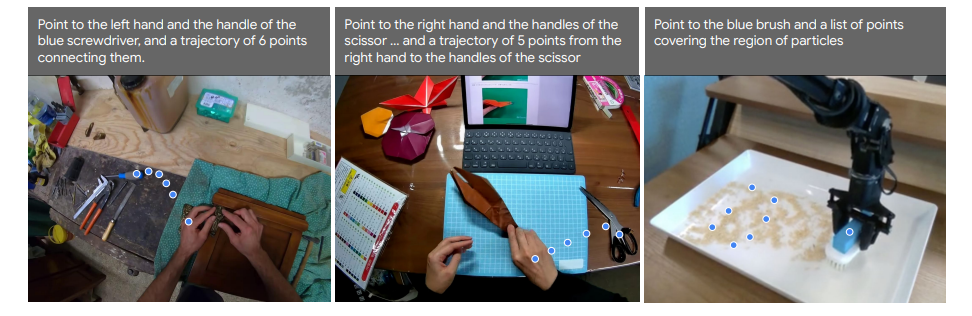 Point to the left hand and the handle of the
blue screwdriver, and a trajectory of 6 points
connecting them.
Point to the right hand and the handles of the
scissor ... and a trajectory of 5 points from the
right hand to the handles of the scissor
Point to the blue brush and a list of points
covering the region of particles